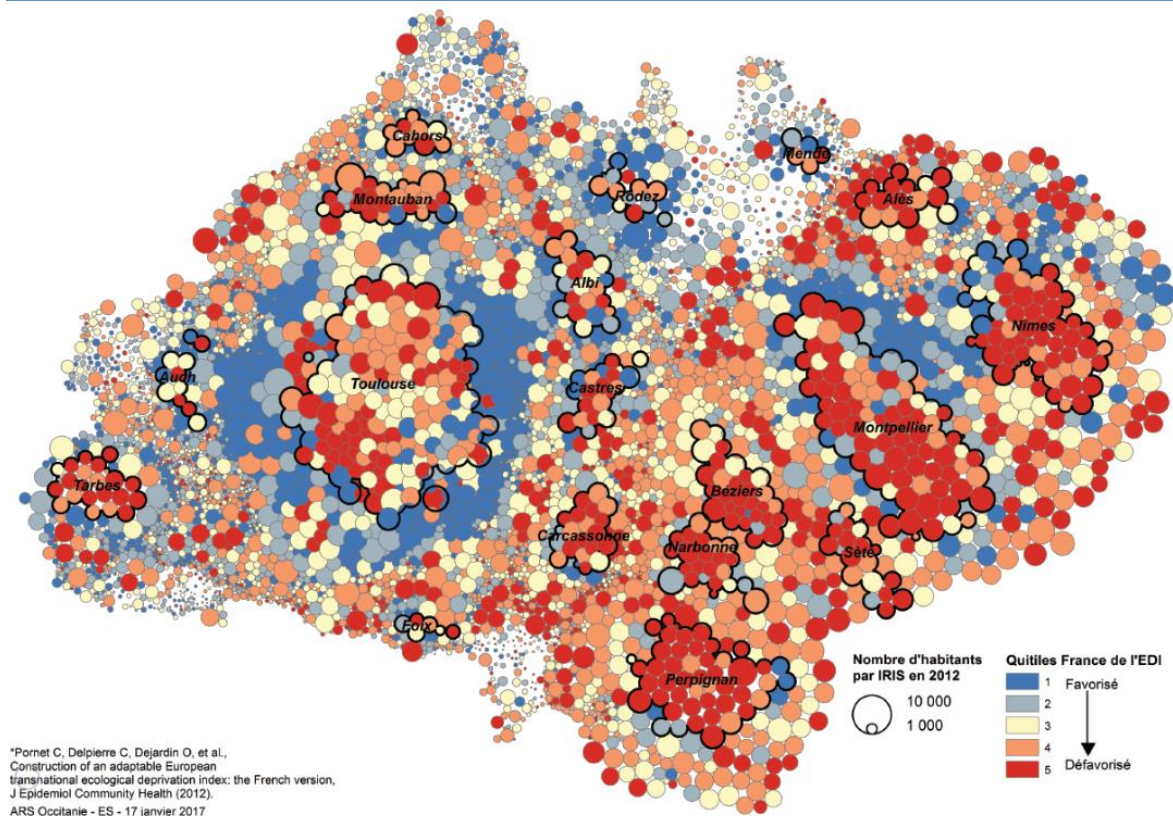 Cahors
Mende
Montauban
Rodez
Alès
Albi
Nîmes
Auch
Toulouse
Castres
Montpellier
Tarbes
Béziers
Carcassonne
Narbonne
Sète
Foix
Perpignan
Nombre d'habitants
par IRIS en 2012
10 000
1 000
Quitiles France de l'EDI
1 Favorisé
2
3
4
5 Défavorisé
*Pornet C, Delpierre C, Dejardin O, et al.,
Construction of an adaptable European
transnational ecological deprivation index: the French version,
J Epidemiol Community Health (2012).
ARS Occitanie - ES - 17 janvier 2017